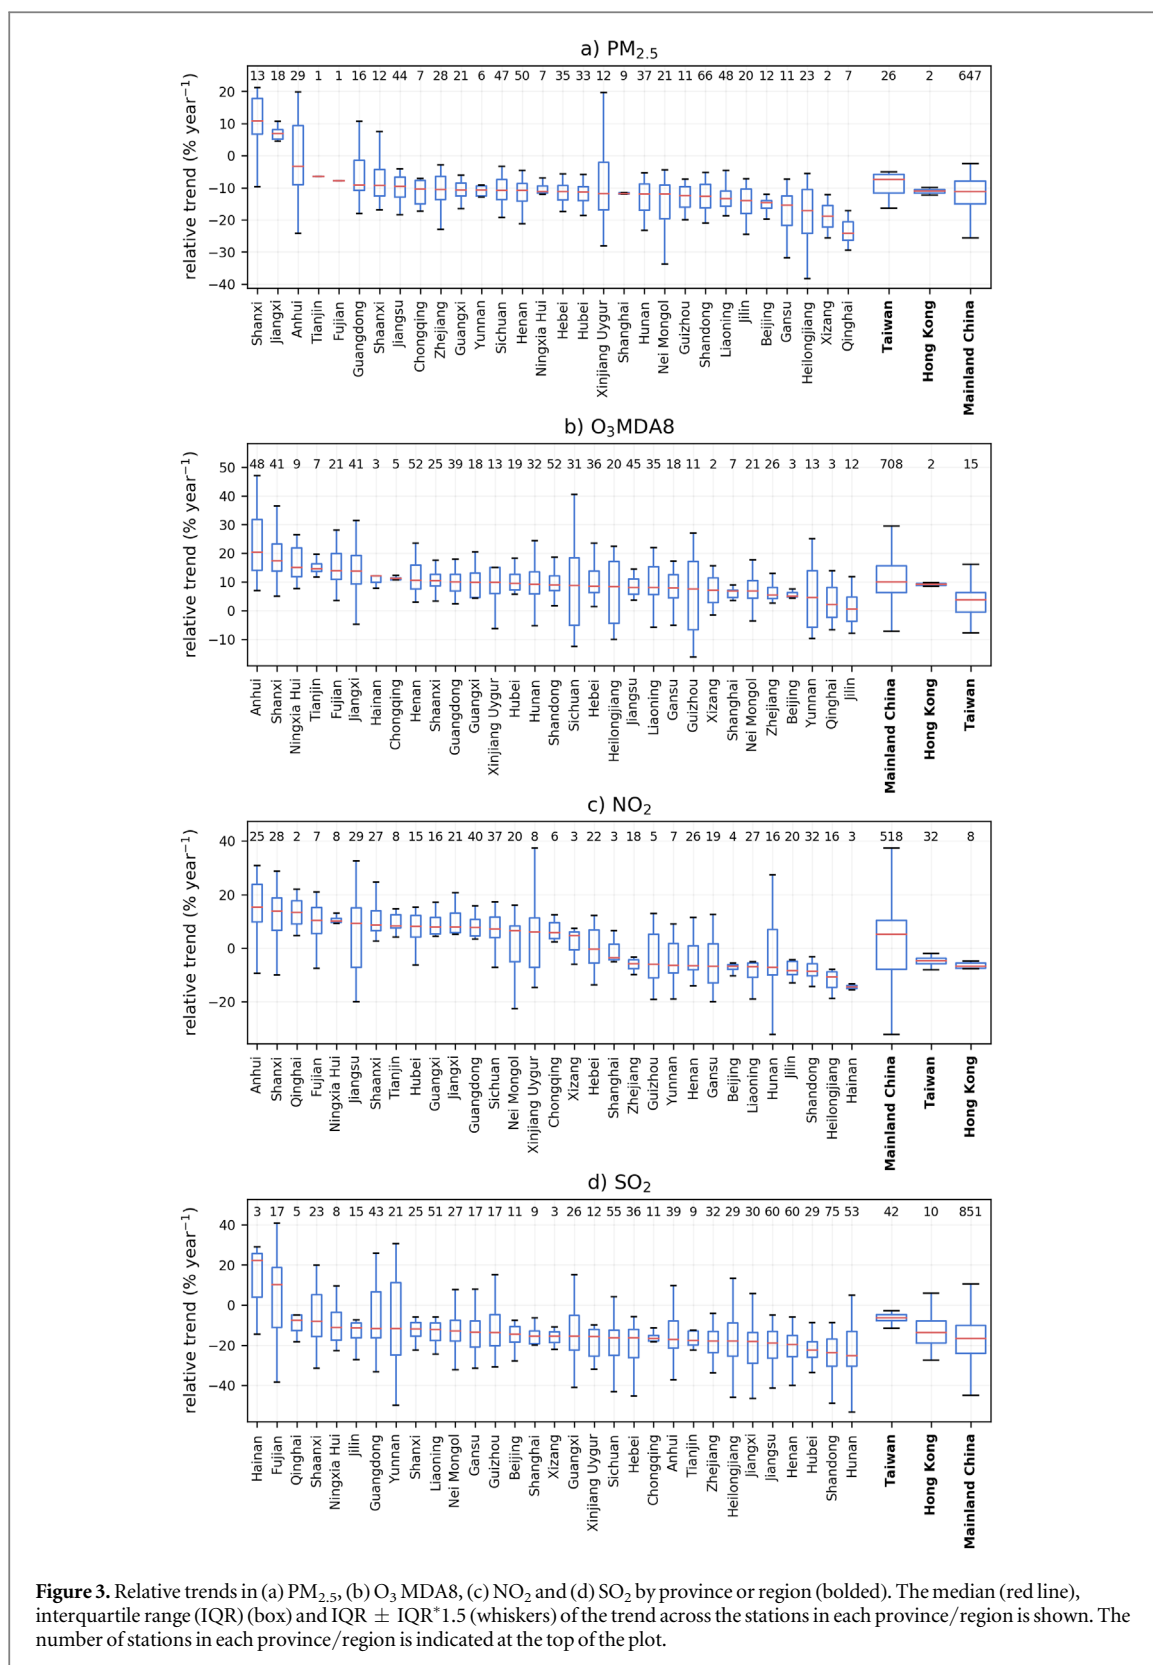 a) PM2.5
13 18 29 1 1 16 12 44 7 28 21 6 47 50 7 35 33 12 9 37 21 11 66 48 20 12 11 23 2 7 26 2 647
relative trend (% year−1)
20
10
0
−10
−20
−30
−40
Shanxi Jiangxi Anhui Tianjin Fujian Guangdong Shaanxi Jiangsu Chongqing Zhejiang Guangxi Yunnan Sichuan Henan Ningxia Hui Hebei Hubei Xinjiang Uygur Shanghai Hunan Nei Mongol Guizhou Shandong Liaoning Jilin Beijing Gansu Heilongjiang Xizang Qinghai Taiwan Hong Kong Mainland China
b) O3MDA8
48 41 9 7 21 41 3 5 52 25 39 18 13 19 32 52 31 36 20 45 35 18 11 2 7 21 26 3 13 3 12 708 2 15
relative trend (% year−1)
50
40
30
20
10
0
−10
Anhui Shanxi Ningxia Hui Tianjin Fujian Jiangxi Hainan Chongqing Henan Shaanxi Guangdong Guangxi Xinjiang Uygur Hubei Hunan Shandong Sichuan Hebei Heilongjiang Jiangsu Liaoning Gansu Guizhou Xizang Shanghai Nei Mongol Zhejiang Beijing Yunnan Qinghai Jilin Mainland China Hong Kong Taiwan
c) NO2
25 28 2 7 8 29 27 8 15 16 21 40 37 20 8 6 3 22 3 18 5 7 26 19 4 27 16 20 32 16 3 518 32 8
relative trend (% year−1)
40
20
0
−20
Anhui Shanxi Qinghai Fujian Ningxia Hui Jiangsu Shaanxi Tianjin Hubei Guangxi Jiangxi Guangdong Sichuan Nei Mongol Xinjiang Uygur Chongqing Xizang Hebei Shanghai Zhejiang Guizhou Yunnan Henan Gansu Beijing Liaoning Hunan Jilin Shandong Heilongjiang Hainan Mainland China Taiwan Hong Kong
d) SO2
3 17 5 23 8 15 43 21 25 51 27 17 17 11 9 3 26 12 55 36 11 39 9 32 29 30 60 60 29 75 53 42 10 851
relative trend (% year−1)
40
20
0
−20
−40
Hainan Fujian Qinghai Shaanxi Ningxia Hui Jilin Guangdong Yunnan Shanxi Liaoning Nei Mongol Gansu Guizhou Beijing Shanghai Xizang Guangxi Xinjiang Uygur Sichuan Hebei Chongqing Anhui Tianjin Zhejiang Heilongjiang Jiangxi Jiangsu Henan Hubei Shandong Hunan Taiwan Hong Kong Mainland China
Figure 3. Relative trends in (a) PM2.5, (b) O3 MDA8, (c) NO2 and (d) SO2 by province or region (bolded). The median (red line),
interquartile range (IQR) (box) and IQR ± IQR*1.5 (whiskers) of the trend across the stations in each province/region is shown. The
number of stations in each province/region is indicated at the top of the plot.